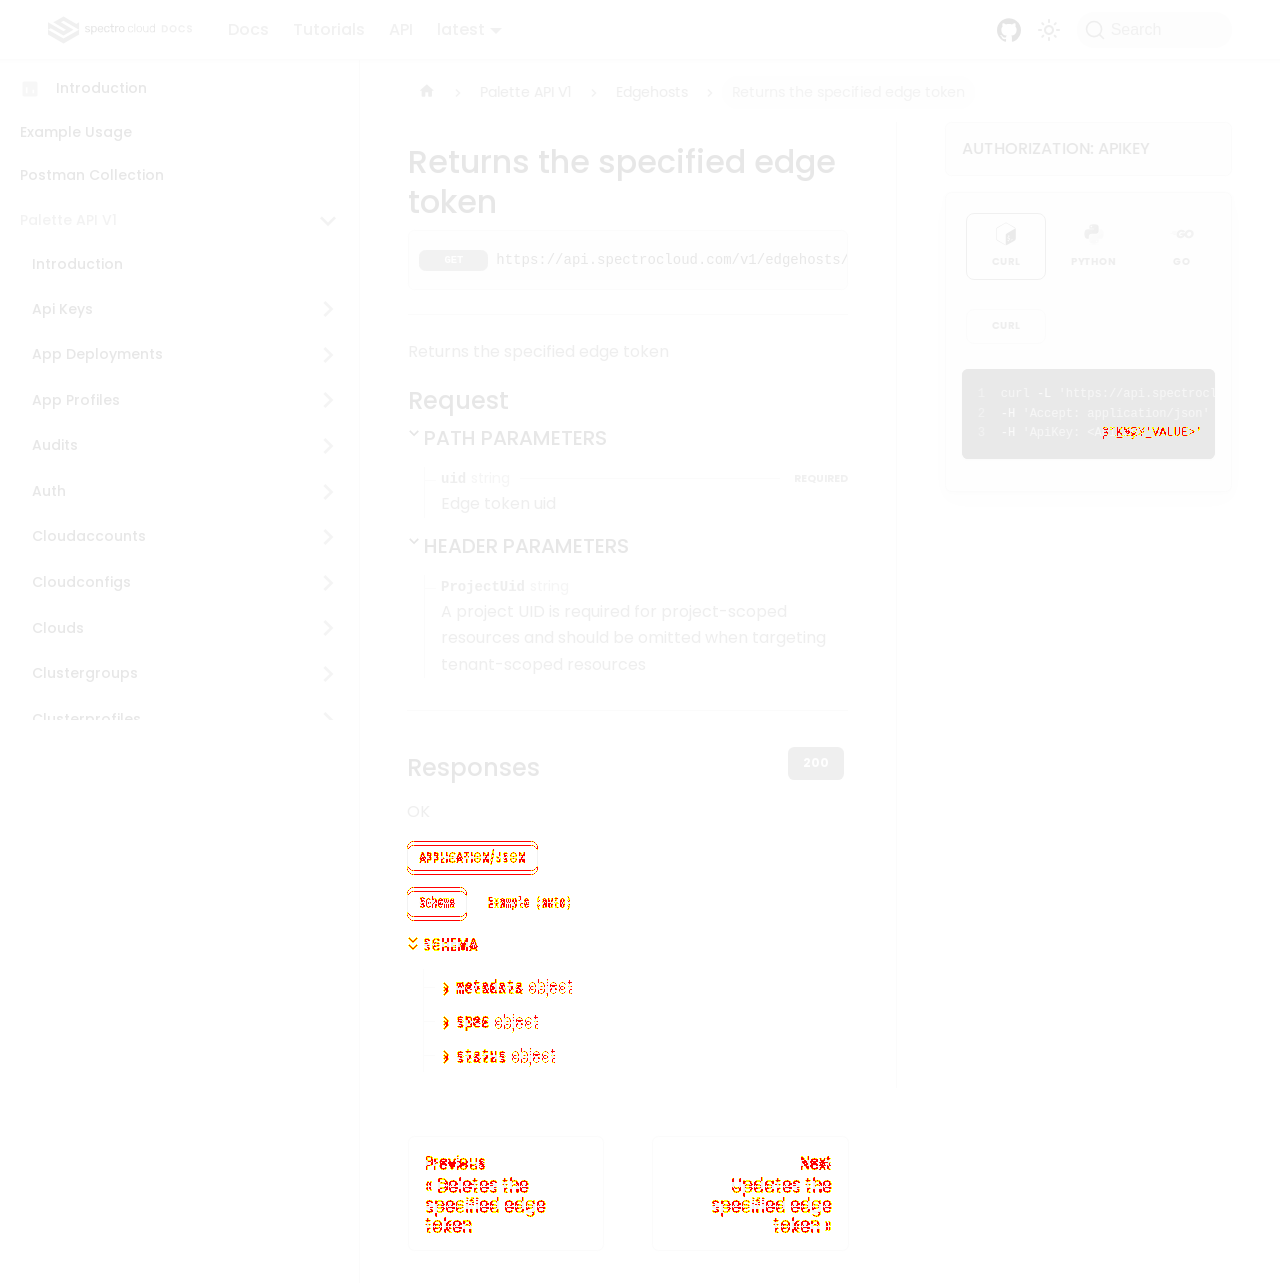 spectro cloud DOCS Docs Tutorials API latest Search
Introduction
Example Usage
Postman Collection
Palette API V1
Introduction
Api Keys
App Deployments
App Profiles
Audits
Auth
Cloudaccounts
Cloudconfigs
Clouds
Clustergroups
Clusterprofiles
Palette API V1 Edgehosts Returns the specified edge token
Returns the specified edge
token
GET https://api.spectrocloud.com/v1/edgehosts/
Returns the specified edge token
Request
PATH PARAMETERS
uid string REQUIRED
Edge token uid
HEADER PARAMETERS
ProjectUid string
A project UID is required for project-scoped
resources and should be omitted when targeting
tenant-scoped resources
Responses 200
OK
APPLICATION/JSON
Schema Example (auto)
SCHEMA
metadata object
spec object
status object
Previous
« Deletes the
specified edge
token
Next
Updates the
specified edge
token »
AUTHORIZATION: APIKEY
CURL PYTHON GO
CURL
1 curl -L 'https://api.spectrocl
2 -H 'Accept: application/json'
3 -H 'ApiKey: